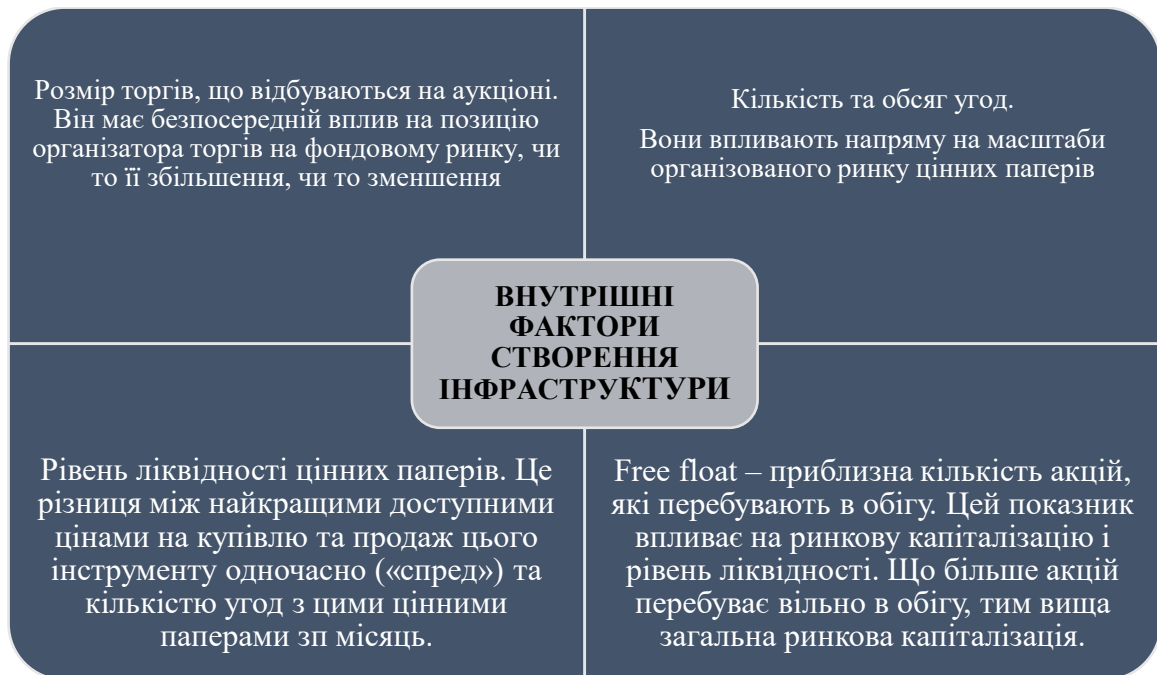 Розмір торгів, що відбуваються на аукціоні.
Він має безпосередній вплив на позицію
організатора торгів на фондовому ринку, чи
то її збільшення, чи то зменшення
Кількість та обсяг угод.
Вони впливають напряму на масштаби
організованого ринку цінних паперів
ВНУТРІШНІ
ФАКТОРИ
СТВОРЕННЯ
ІНФРАСТРУКТУРИ
Рівень ліквідності цінних паперів. Це
різниця між найкращими доступними
цінами на купівлю та продаж цього
інструменту одночасно («спред») та
кількістю угод з цими цінними
паперами зп місяць.
Free float – приблизна кількість акцій,
які перебувають в обігу. Цей показник
впливає на ринкову капіталізацію і
рівень ліквідності. Що більше акцій
перебуває вільно в обігу, тим вища
загальна ринкова капіталізація.